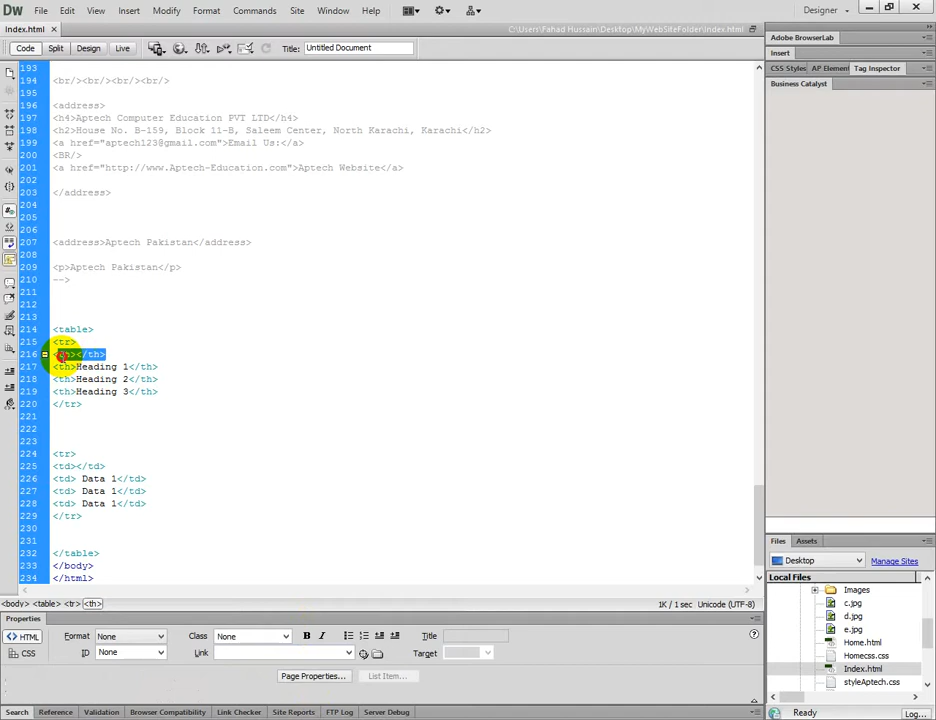 Dw File Edit View Insert Modify Format Commands Site Window Help Designer
Index.html C:\Users\Fahad Hussain\Desktop\MyWebSiteFolder\Index.html
Code Split Design Live Title: Untitled Document
Adobe BrowserLab
Insert
CSS Styles AP Element Tag Inspector
Business Catalyst
193
194 <br/><br/><br/><br/>
195
196 <address>
197 <h4>Aptech Computer Education PVT LTD</h4>
198 <h2>House No. B-159, Block 11-B, Saleem Center, North Karachi, Karachi</h2>
199 <a href="aptech123@gmail.com">Email Us:</a>
200 <BR/>
201 <a href="http://www.Aptech-Education.com">Aptech Website</a>
202
203 </address>
204
205
206
207 <address>Aptech Pakistan</address>
208
209 <p>Aptech Pakistan</p>
210 -->
211
212
213
214 <table>
215 <tr>
216 <th></th>
217 <th>Heading 1</th>
218 <th>Heading 2</th>
219 <th>Heading 3</th>
220 </tr>
221
222
223
224 <tr>
225 <td></td>
226 <td> Data 1</td>
227 <td> Data 1</td>
228 <td> Data 1</td>
229 </tr>
230
231
232 </table>
233 </body>
234 </html>
<body> <table> <tr> <th> 1K / 1 sec Unicode (UTF-8)
Files Assets
Desktop Manage Sites
Local Files
Images
c.jpg
d.jpg
e.jpg
Home.html
Homecss.css
Index.html
styleAptech.css
Ready Log...
Properties
<> HTML Format None Class None B I Title
CSS ID None Link Target
Page Properties... List Item...
Search Reference Validation Browser Compatibility Link Checker Site Reports FTP Log Server Debug